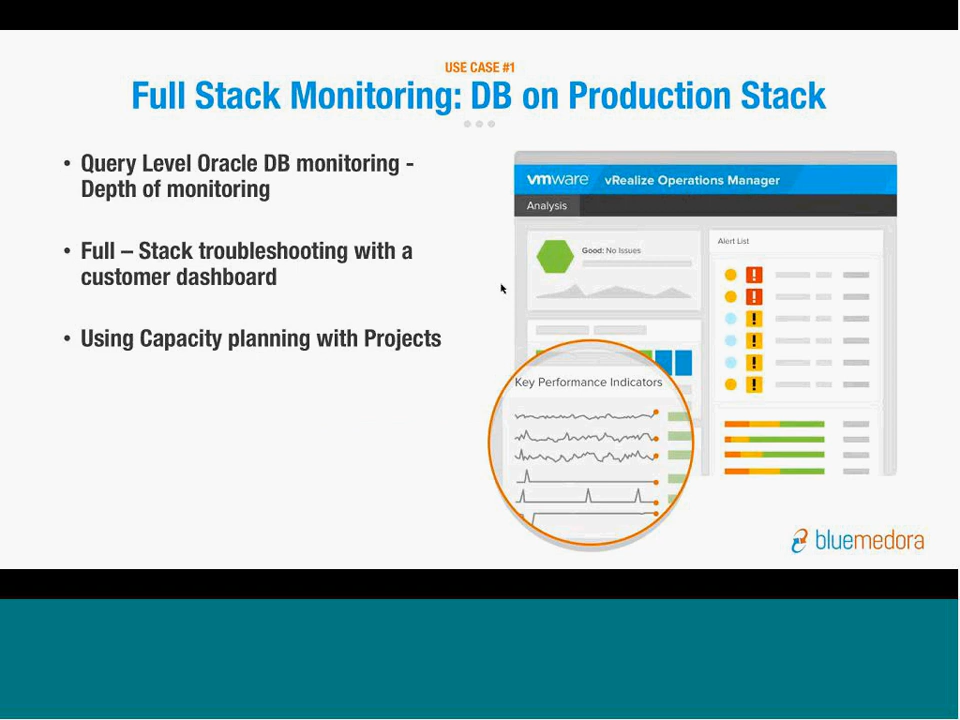 USE CASE #1
Full Stack Monitoring: DB on Production Stack
• Query Level Oracle DB monitoring -
Depth of monitoring
• Full – Stack troubleshooting with a
customer dashboard
• Using Capacity planning with Projects
vmware vRealize Operations Manager
Analysis
Good: No Issues
Alert List
!
!
!
!
!
!
Key Performance Indicators
bluemedora